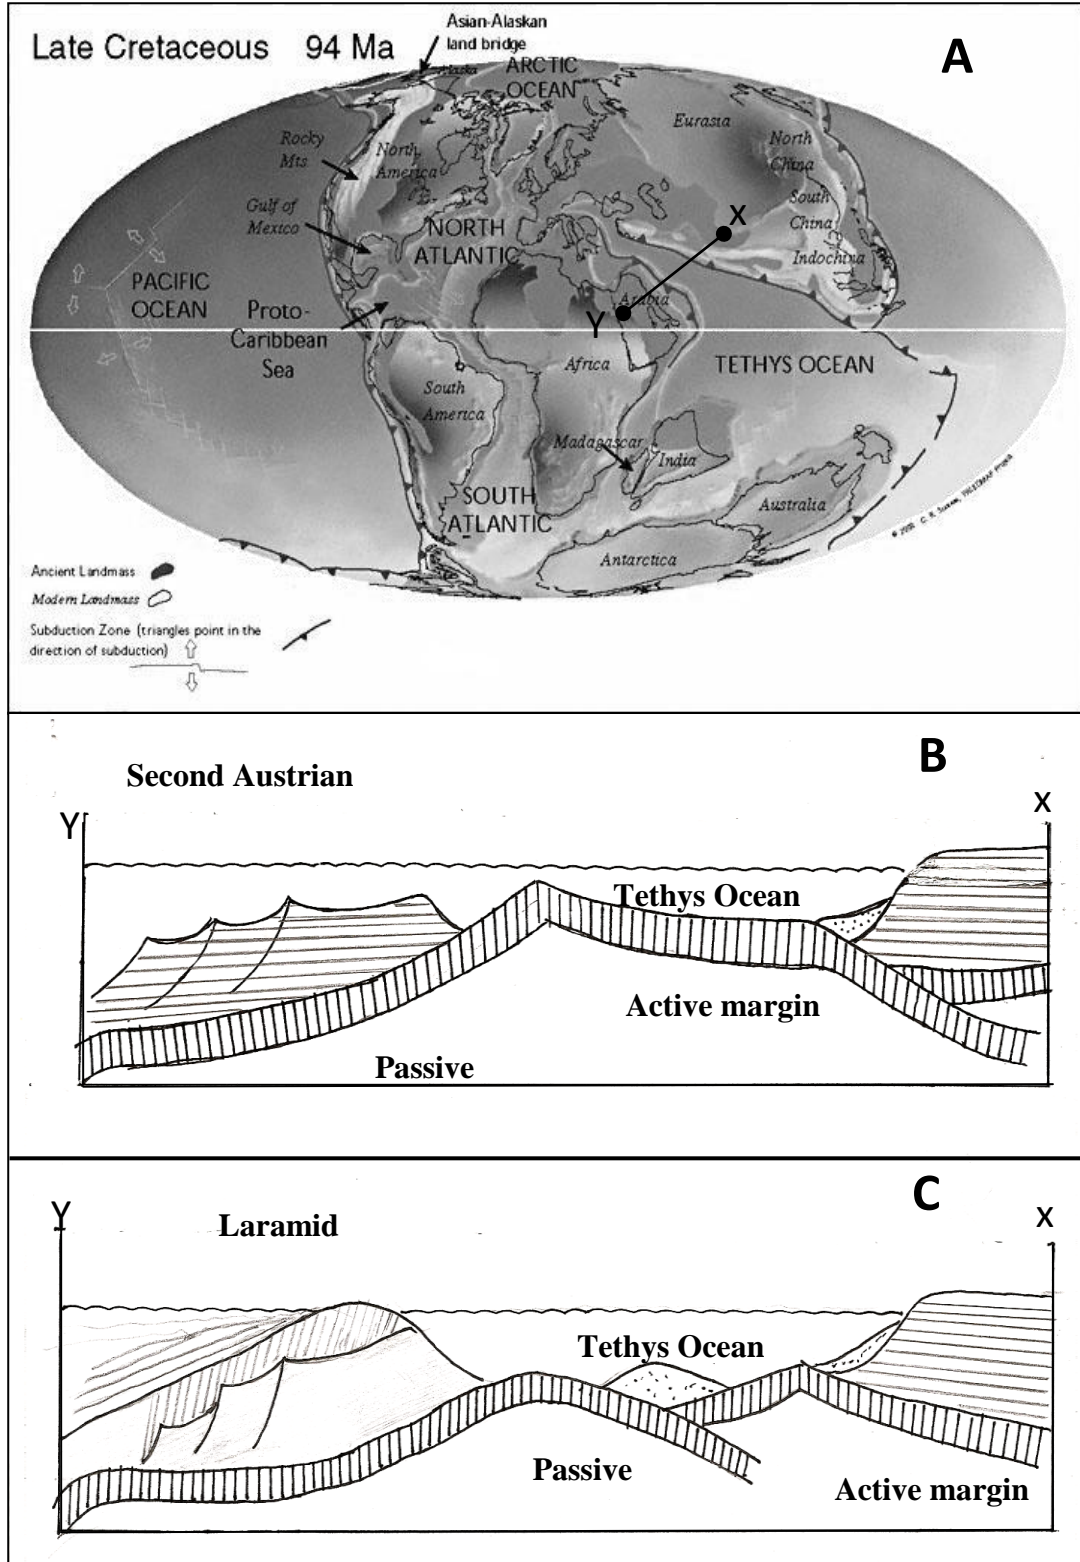 Late Cretaceous 94 Ma
Asian-Alaskan
land bridge
A
Alaska
ARCTIC
OCEAN
Rocky
Mts
North
America
Eurasia
North
China
Gulf of
Mexico
South
China
X
NORTH
ATLANTIC
Indochina
PACIFIC
OCEAN
Proto-
Caribbean
Sea
Arabia
Y
Africa
TETHYS OCEAN
South
America
Madagascar
India
SOUTH
ATLANTIC
Australia
Antarctica
Ancient Landmass
Modern Landmass
Subduction Zone (triangles point in the
direction of subduction)
B
Second Austrian
Y
X
Tethys Ocean
Active margin
Passive
C
Y
Laramid
X
Tethys Ocean
Passive
Active margin